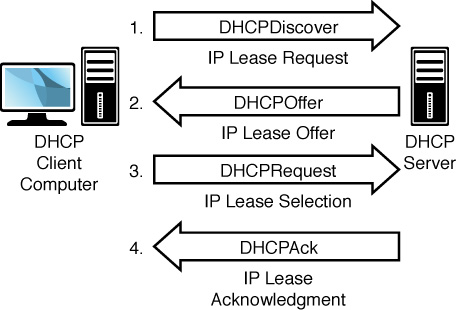 1. DHCPDiscover
IP Lease Request
2. DHCPOffer
IP Lease Offer
DHCP
Client
Computer
DHCP
Server
3. DHCPRequest
IP Lease Selection
4. DHCPAck
IP Lease
Acknowledgment